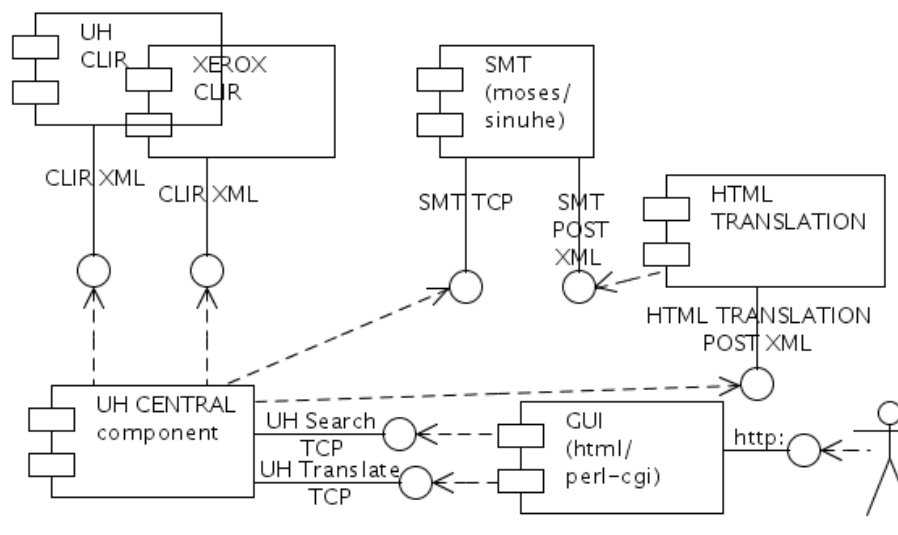 UH
CLIR
XEROX
CLIR
SMT
(moses/
sinuhe)
HTML
TRANSLATION
CLIR XML
CLIR XML
SMT TCP
SMT
POST
XML
HTML TRANSLATION
POST XML
UH CENTRAL
component
UH Search
TCP
UH Translate
TCP
GUI
(html/
perl-cgi)
http: